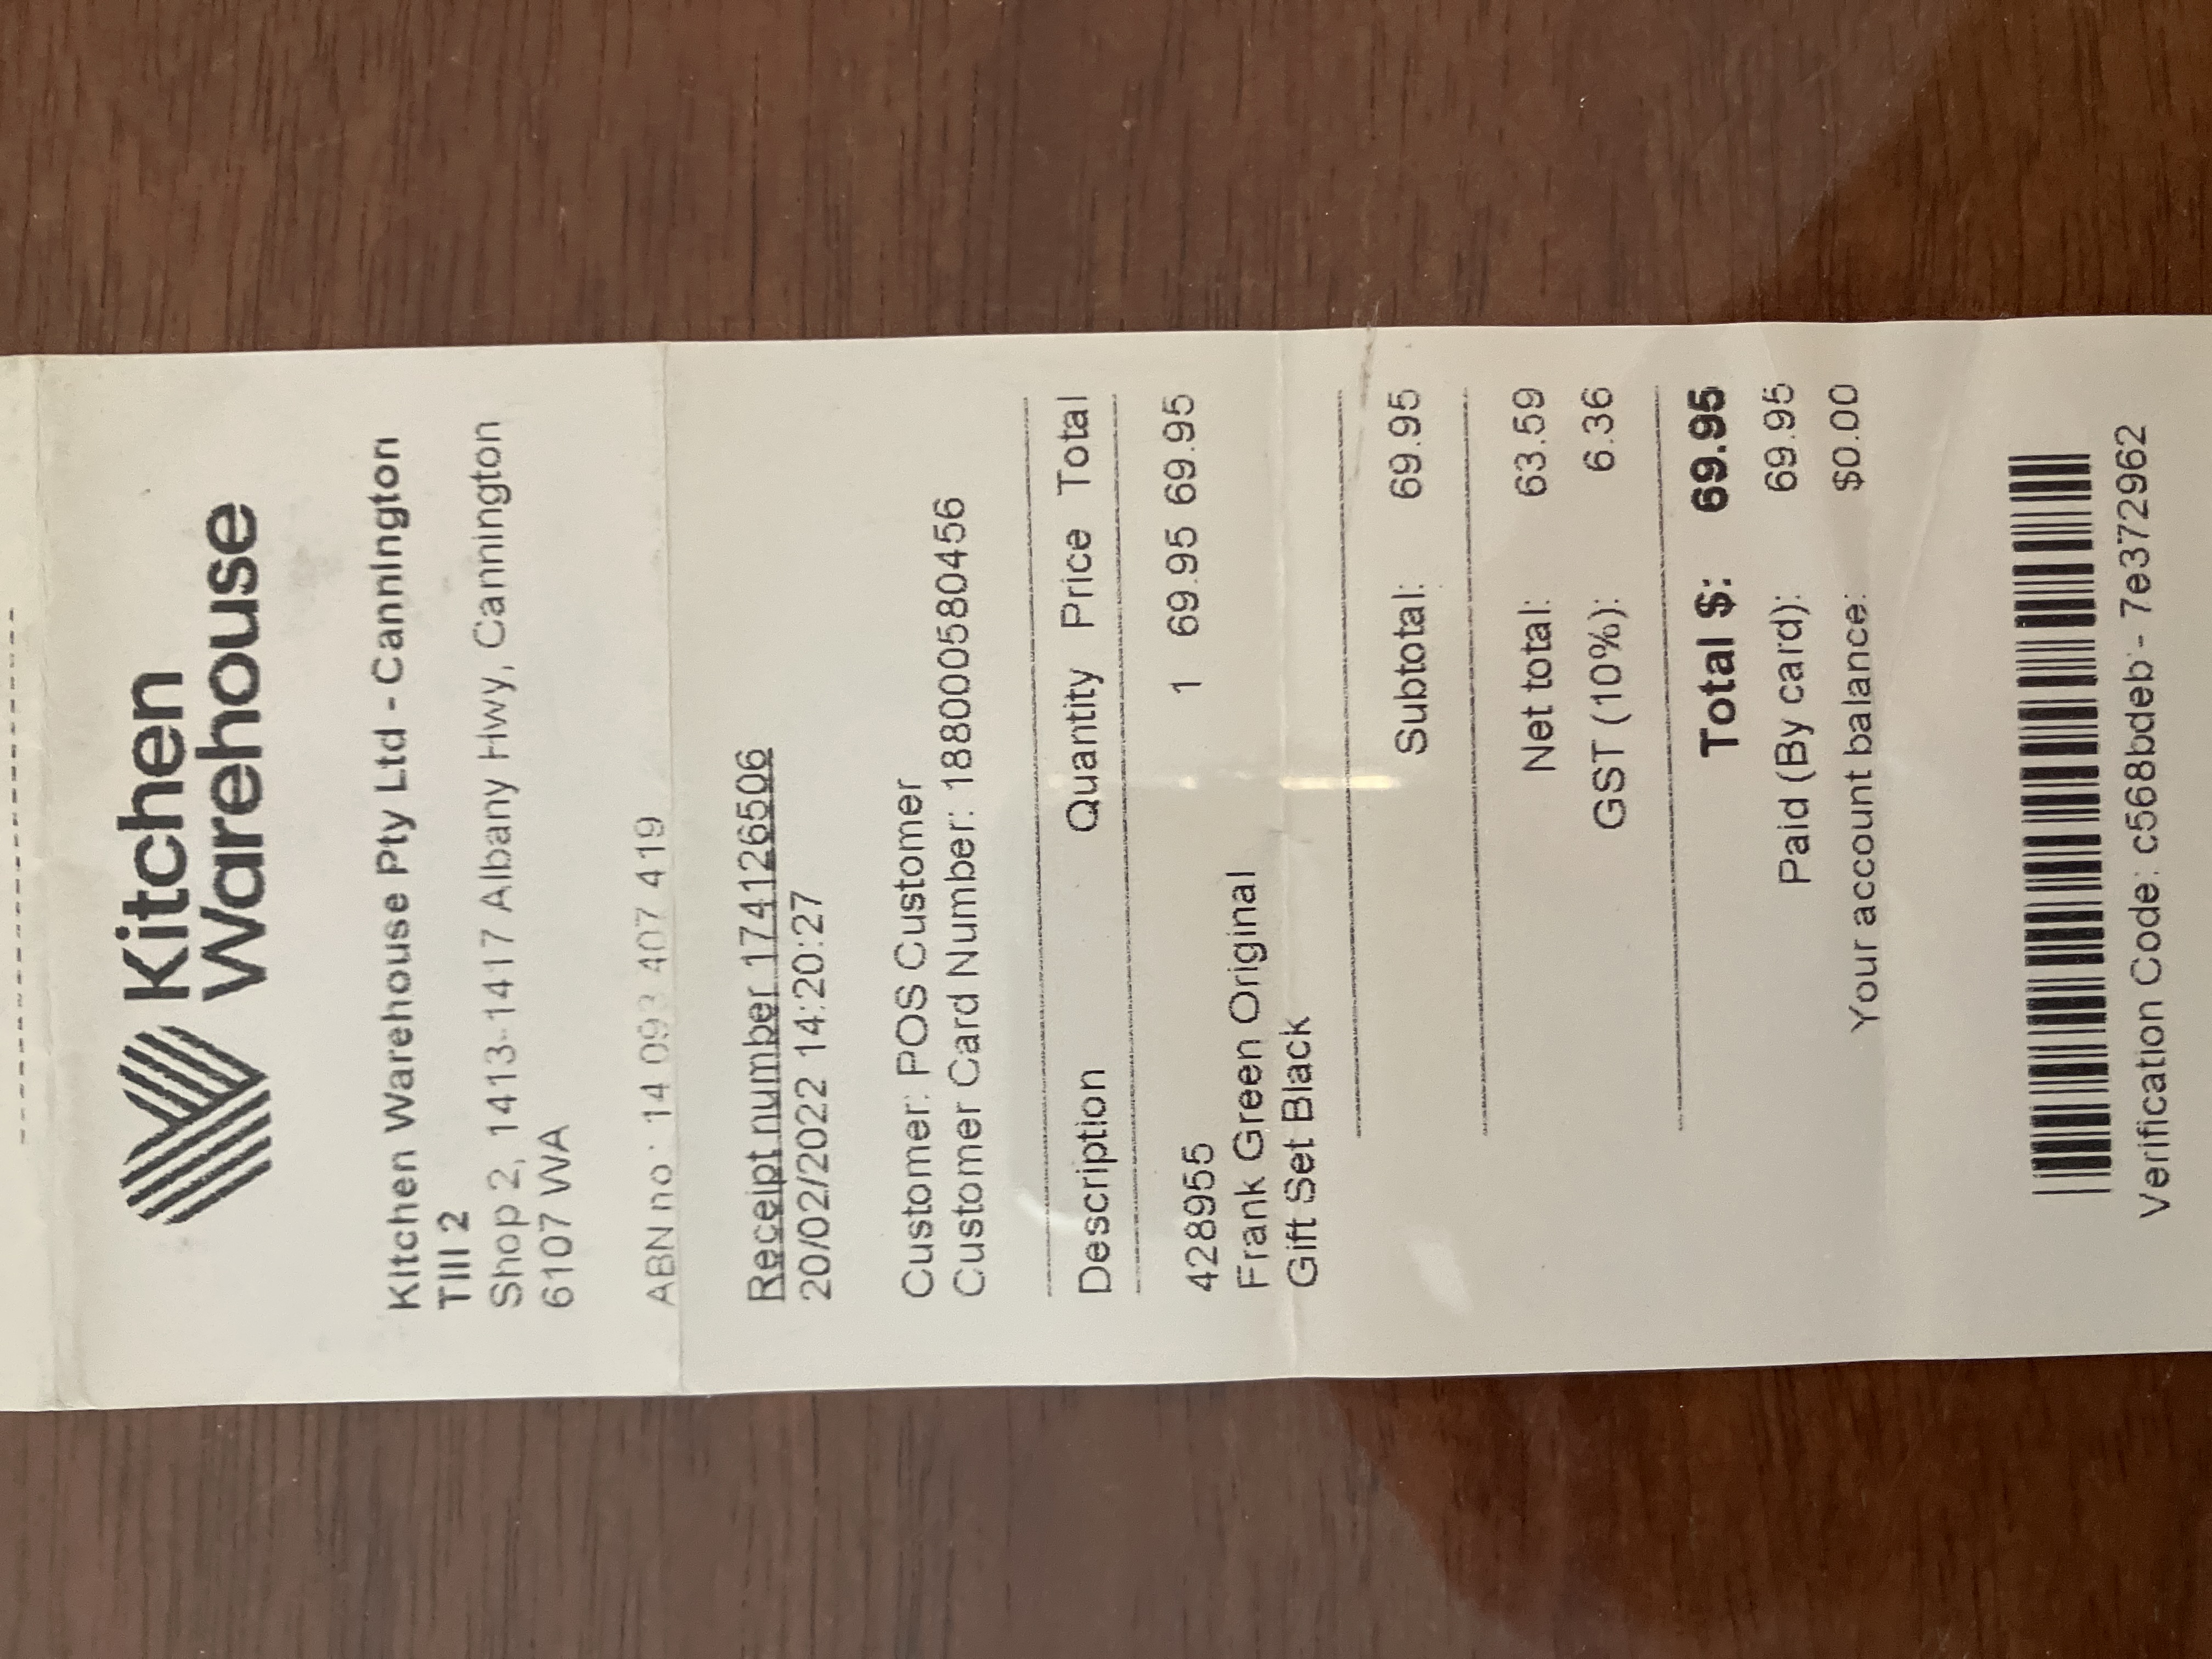 Kitchen
Warehouse
Kitchen Warehouse Pty Ltd - Cannington
Till 2
Shop 2, 1413-1417 Albany Hwy, Cannington
6107 WA
ABN no : 14 093 407 419
Receipt number 174126506
20/02/2022 14:20:27
Customer: POS Customer
Customer Card Number: 188000580456
Description Quantity Price Total
428955 1 69.95 69.95
Frank Green Original
Gift Set Black
Subtotal: 69.95
Net total: 63.59
GST (10%): 6.36
Total $: 69.95
Paid (By card): 69.95
Your account balance: $0.00
Verification Code: c568bdeb - 7e372962